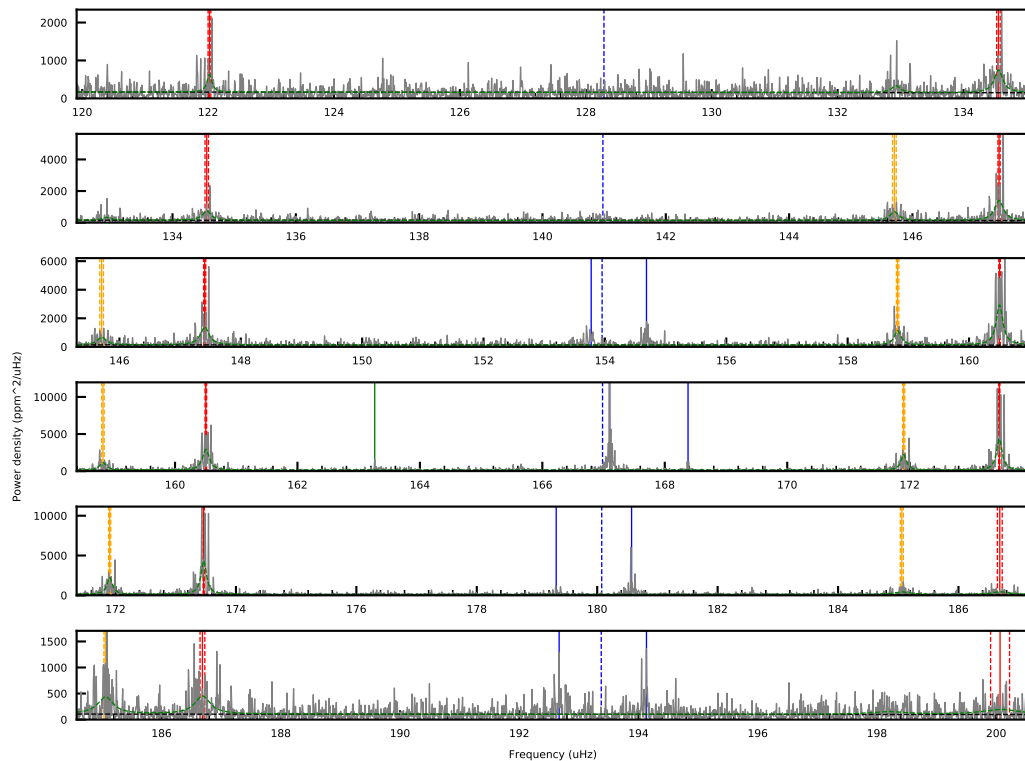 2000
1000
0
120 122 124 126 128 130 132 134
4000
2000
0
134 136 138 140 142 144 146
6000
4000
2000
0
146 148 150 152 154 156 158 160
Power density (ppm^2/uHz)
10000
5000
0
160 162 164 166 168 170 172
10000
5000
0
172 174 176 178 180 182 184 186
1500
1000
500
0
186 188 190 192 194 196 198 200
Frequency (uHz)